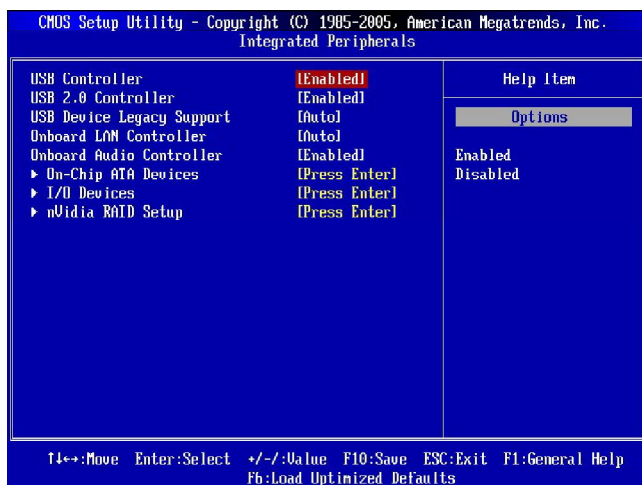 CMOS Setup Utility - Copyright (C) 1985-2005, American Megatrends, Inc.
Integrated Peripherals
USB Controller [Enabled]
USB 2.0 Controller [Enabled]
USB Device Legacy Support [Auto]
Onboard LAN Controller [Auto]
Onboard Audio Controller [Enabled]
▶ On-Chip ATA Devices [Press Enter]
▶ I/O Devices [Press Enter]
▶ nVidia RAID Setup [Press Enter]
Help Item
Options
Enabled
Disabled
↑↓←→:Move Enter:Select +/-/:Value F10:Save ESC:Exit F1:General Help
F6:Load Optimized Defaults